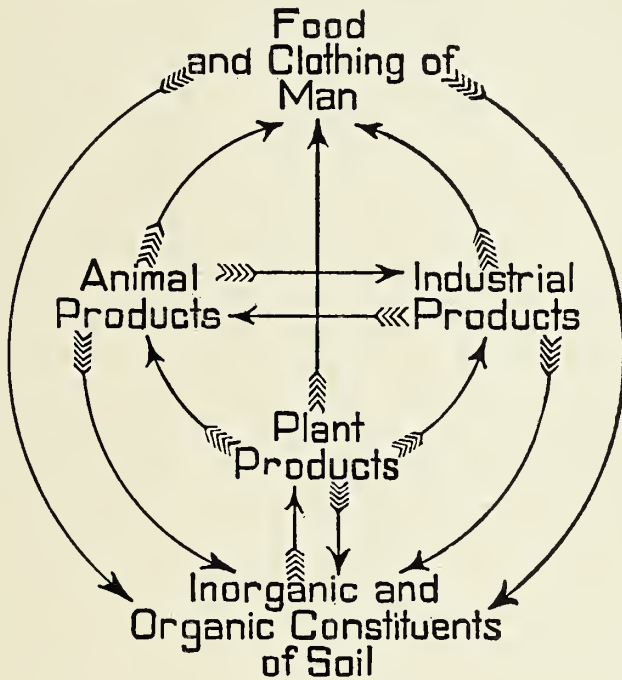 Food
and Clothing of
Man
Animal
Products
Industrial
Products
Plant
Products
Inorganic and
Organic Constituents
of Soil